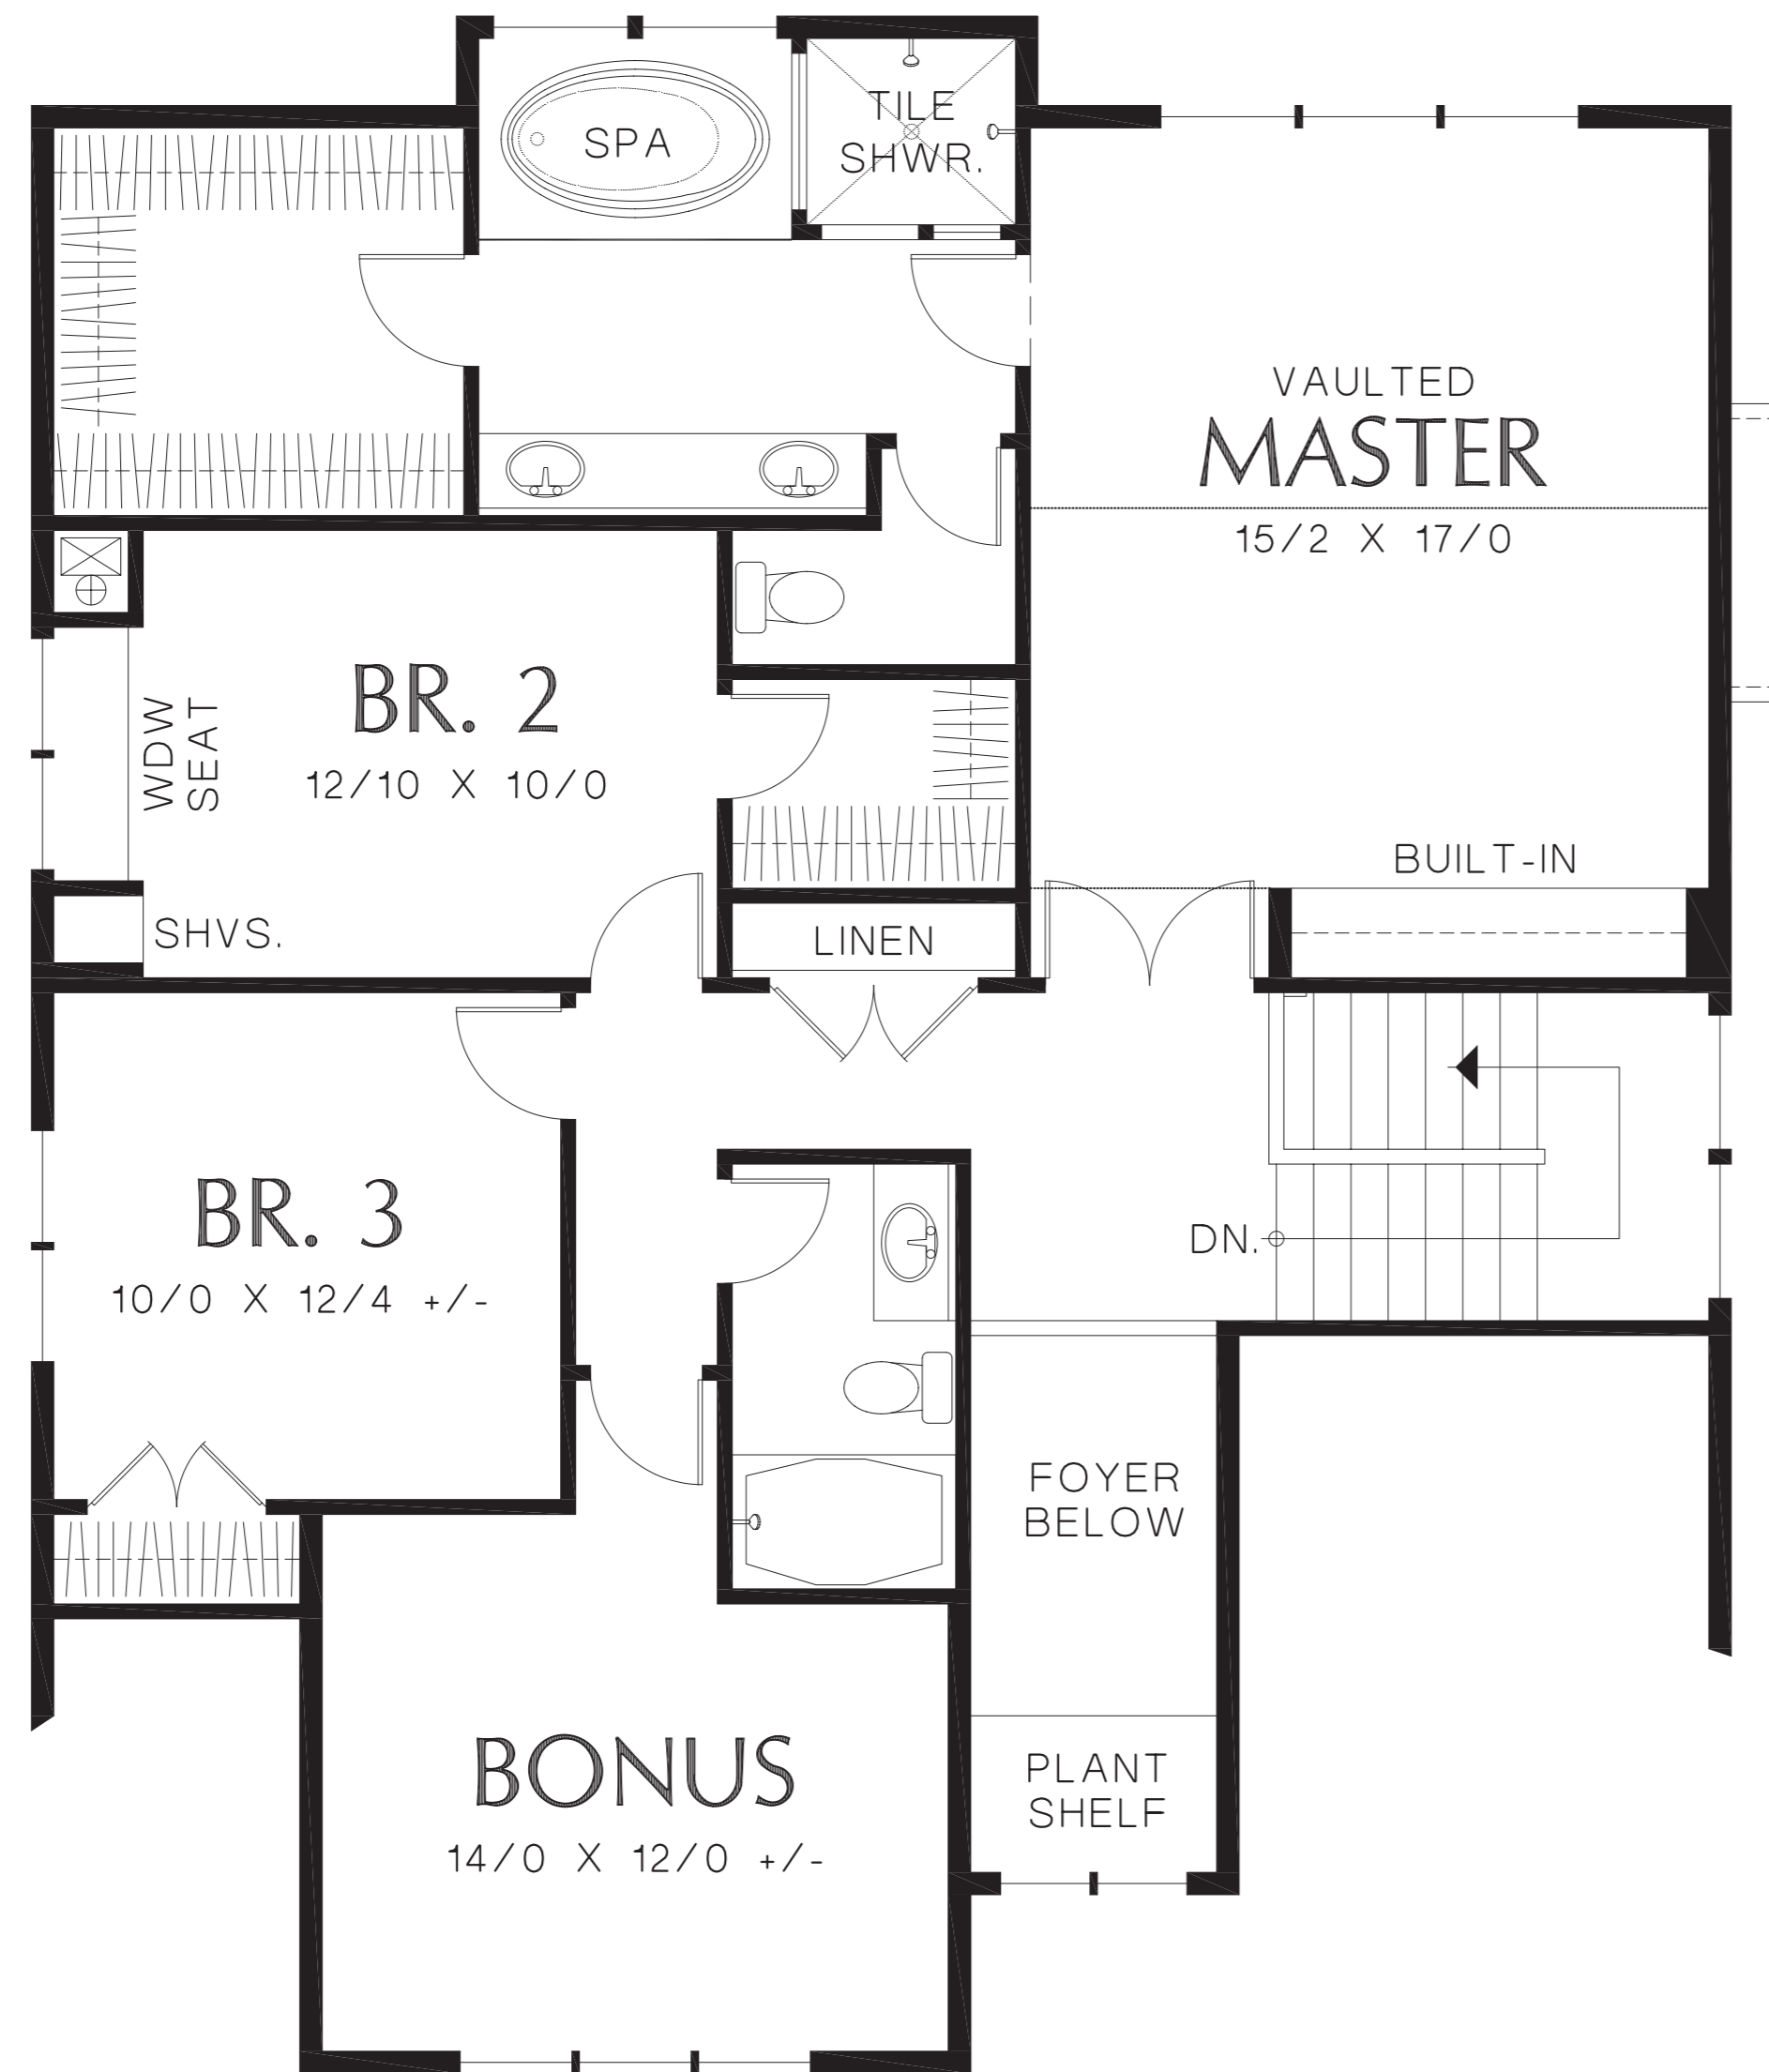 SPA
TILE
SHWR.
VAULTED
MASTER
15/2 X 17/0
BR. 2
12/10 X 10/0
WDW
SEAT
BUILT-IN
SHVS.
LINEN
BR. 3
10/0 X 12/4 +/-
DN.
FOYER
BELOW
BONUS
14/0 X 12/0 +/-
PLANT
SHELF